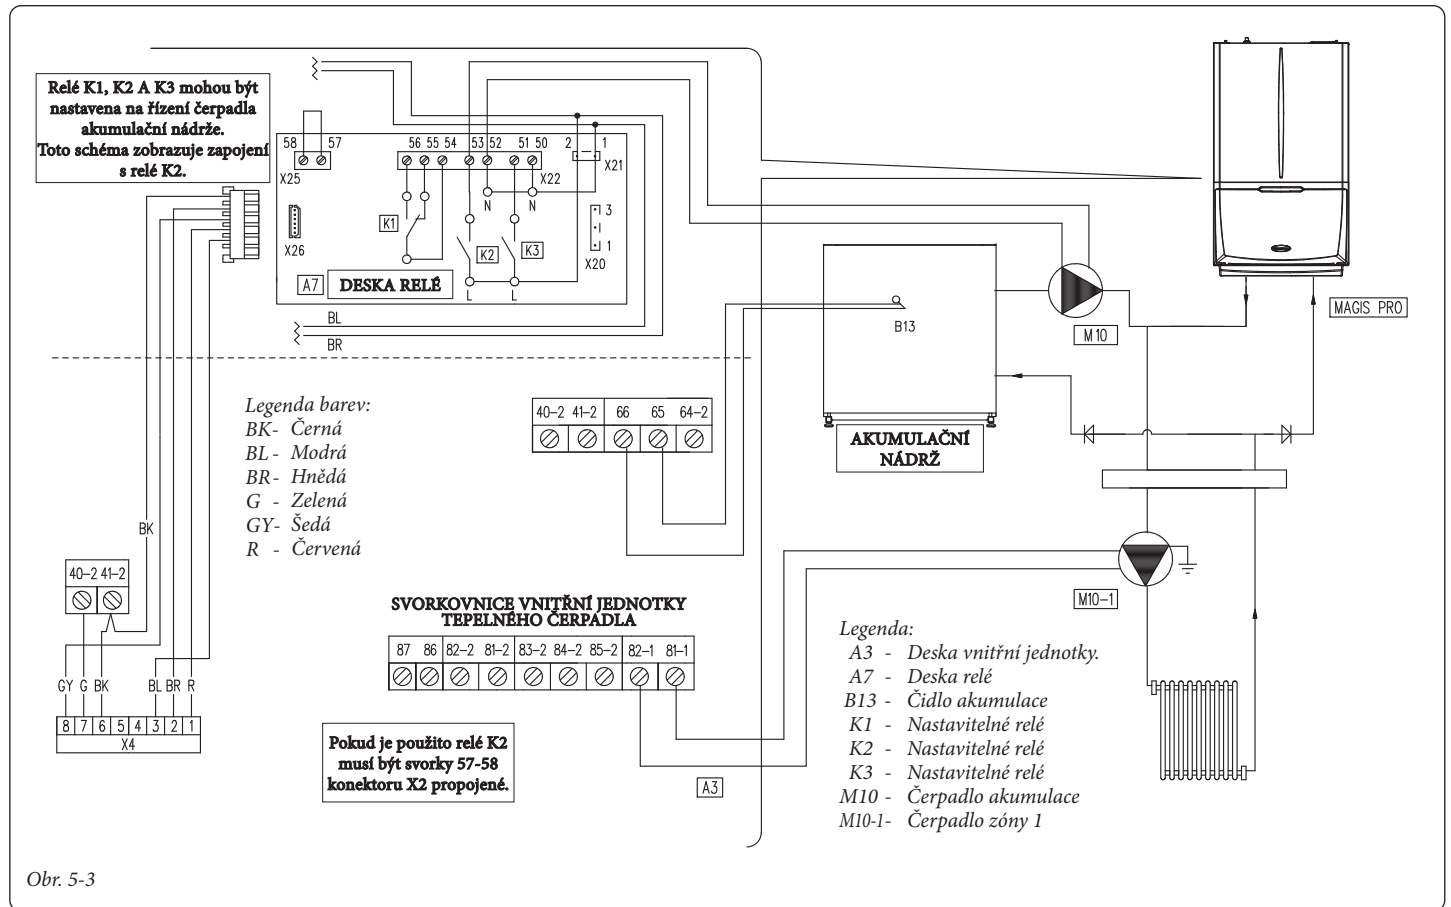 Relé K1, K2 A K3 mohou být
nastavena na řízení čerpadla
akumulační nádrže.
Toto schéma zobrazuje zapojení
s relé K2.
58 57
X25
X26
56 55 54 53 52 51 50
X22
2 1
X21
N N
K1
K2
K3
3
1
X20
L L
A7 DESKA RELÉ
BL
BR
MAGIS PRO
B13
M10
AKUMULAČNÍ
NÁDRŽ
Legenda barev:
BK- Černá
BL - Modrá
BR- Hnědá
G - Zelená
GY- Šedá
R - Červená
40-2 41-2 66 65 64-2
BK
40-2 41-2
GY G BK BL BR R
8 7 6 5 4 3 2 1
X4
SVORKOVNICE VNITŘNÍ JEDNOTKY
TEPELNÉHO ČERPADLA
87 86 82-2 81-2 83-2 84-2 85-2 82-1 81-1
M10-1
Pokud je použito relé K2
musí být svorky 57-58
konektoru X2 propojené.
A3
Legenda:
A3 - Deska vnitřní jednotky.
A7 - Deska relé
B13 - Čidlo akumulace
K1 - Nastavitelné relé
K2 - Nastavitelné relé
K3 - Nastavitelné relé
M10 - Čerpadlo akumulace
M10-1- Čerpadlo zóny 1
Obr. 5-3